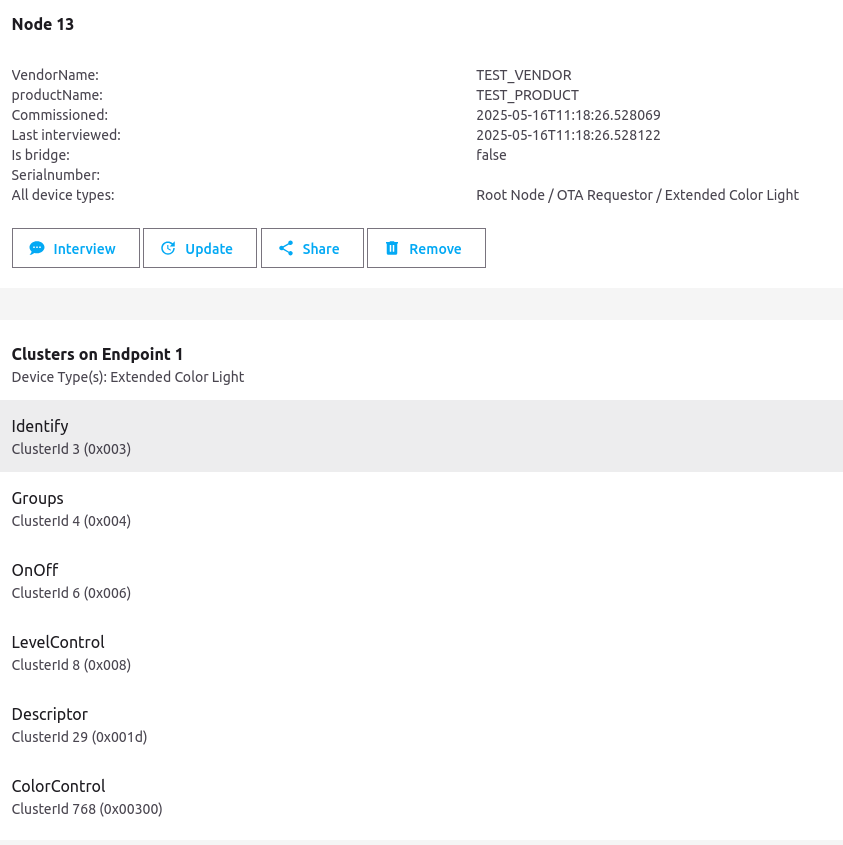 Node 13
VendorName: TEST_VENDOR
productName: TEST_PRODUCT
Commissioned: 2025-05-16T11:18:26.528069
Last interviewed: 2025-05-16T11:18:26.528122
Is bridge: false
Serialnumber:
All device types: Root Node / OTA Requestor / Extended Color Light
Interview Update Share Remove
Clusters on Endpoint 1
Device Type(s): Extended Color Light
Identify
ClusterId 3 (0x003)
Groups
ClusterId 4 (0x004)
OnOff
ClusterId 6 (0x006)
LevelControl
ClusterId 8 (0x008)
Descriptor
ClusterId 29 (0x001d)
ColorControl
ClusterId 768 (0x00300)